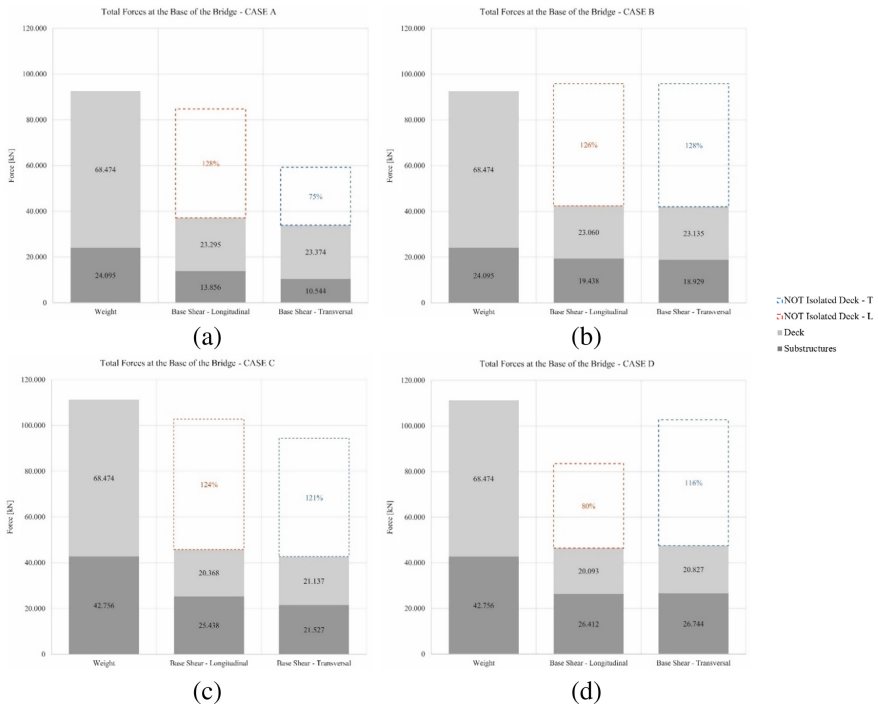 Total Forces at the Base of the Bridge - CASE A
120.000
100.000
80.000
60.000
40.000
20.000
0
Force [kN]
68.474
24.095
128%
23.295
13.856
75%
23.374
10.544
Weight
Base Shear - Longitudinal
Base Shear - Transversal
(a)
Total Forces at the Base of the Bridge - CASE B
120.000
100.000
80.000
60.000
40.000
20.000
0
Force [kN]
68.474
24.095
126%
23.060
19.438
128%
23.135
18.929
Weight
Base Shear - Longitudinal
Base Shear - Transversal
(b)
NOT Isolated Deck - T
NOT Isolated Deck - L
Deck
Substructures
Total Forces at the Base of the Bridge - CASE C
120.000
100.000
80.000
60.000
40.000
20.000
0
Force [kN]
68.474
42.756
124%
20.368
25.438
121%
21.137
21.527
Weight
Base Shear - Longitudinal
Base Shear - Transversal
(c)
Total Forces at the Base of the Bridge - CASE D
120.000
100.000
80.000
60.000
40.000
20.000
0
Force [kN]
68.474
42.756
80%
20.093
26.412
116%
20.827
26.744
Weight
Base Shear - Longitudinal
Base Shear - Transversal
(d)